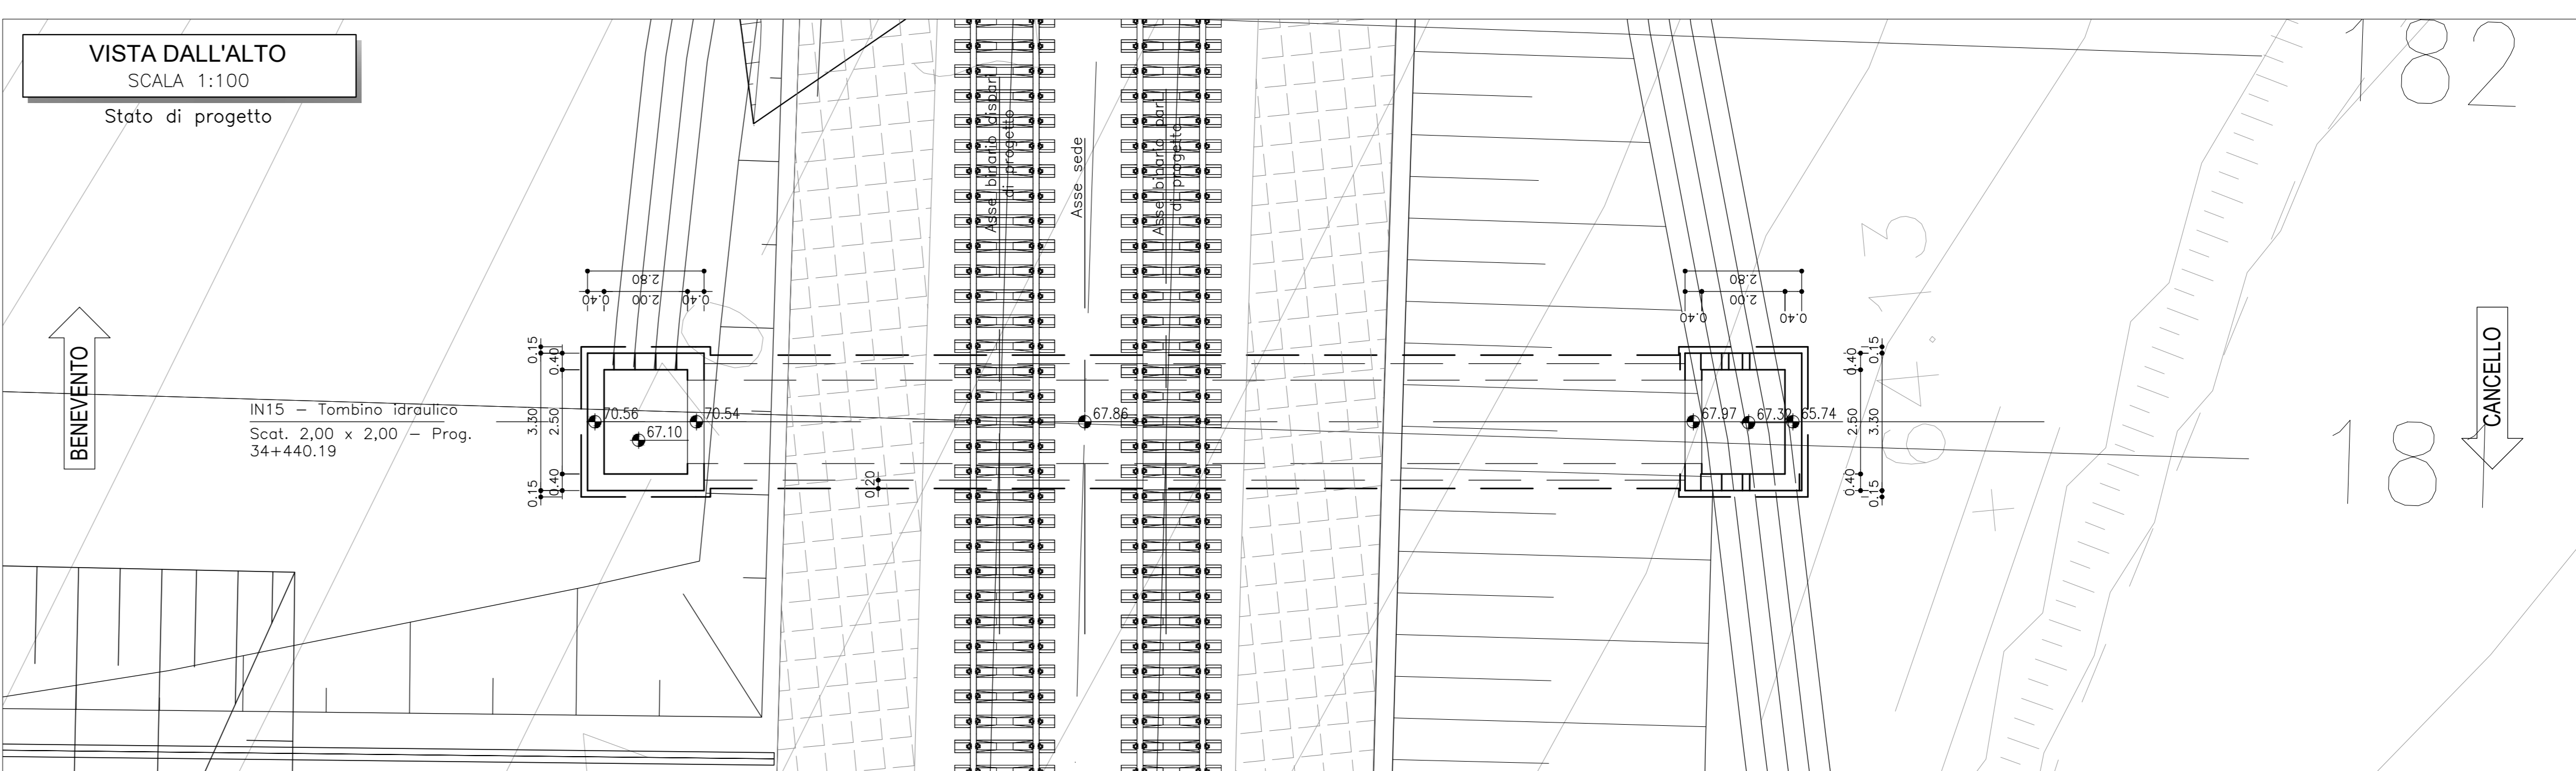 VISTA DALL'ALTO
SCALA 1:100
Stato di progetto
BENEVENTO
IN15 – Tombino idraulico
Scat. 2,00 x 2,00 – Prog.
34+440.19
2.80
0.40 2.00 0.40
0.15
0.40
3.30
2.50
0.40
0.15
70.56
70.54
67.10
0.20
Asse binario dispari
di progetto
Asse sede
Asse binario pari
di progetto
67.86
2.80
2.00
0.40
0.40
67.97
65.74
0.40
0.15
2.50
3.30
0.40
0.15
182
181
CANCELLO